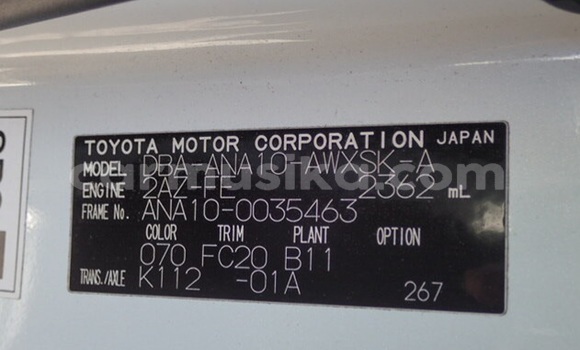 TOYOTA MOTOR CORPORATION JAPAN
MODEL DBA-ANA10-AWXSK-A
ENGINE 2AZ-FE 2362 mL
FRAME No. ANA10-0035463
COLOR TRIM PLANT OPTION
070 FC20 B11
TRANS./AXLE K112 -01A
267